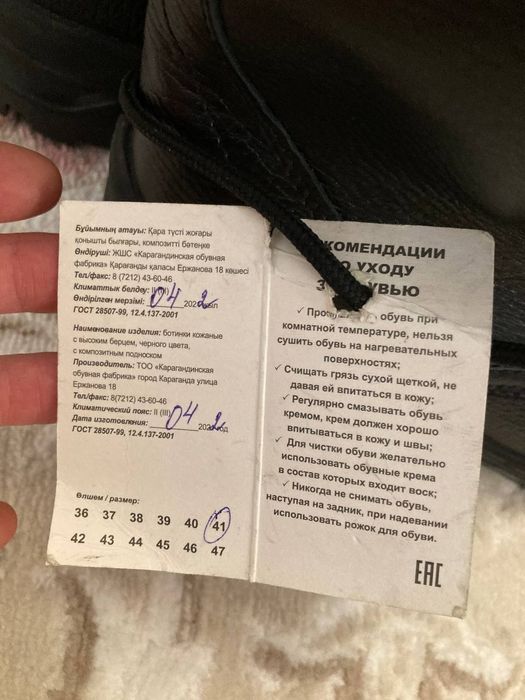 Бұйымның атауы: Қара түсті жоғары
қонышты былғары, композитті бәтеңке
Өндіруші: ЖШС «Карагандинская обувная
фабрика» Қарағанды қаласы Ержанова 18 көшесі
Тел/факс: 8 (7212) 43-60-46
Климаттық белдеу: II (III)
Өндірілген мерзімі: 04 2022 жыл
ГОСТ 28507-99, 12.4.137-2001
Наименование изделия: ботинки кожаные
с высоким берцем, черного цвета,
с композитным подноском
Производитель: ТОО «Карагандинская
обувная фабрика» город Караганда улица
Ержанова 18
Тел/факс: 8(7212) 43-60-46
Климатический пояс: II (III)
Дата изготовления: 04 2022 год
ГОСТ 28507-99, 12.4.137-2001
Өлшем / размер:
36 37 38 39 40 41
42 43 44 45 46 47
КОМЕНДАЦИИ
О УХОДУ
З УВЬЮ
✓ Про обувь при
комнатной температуре, нельзя
сушить обувь на нагревательных
поверхностях;
✓ Счищать грязь сухой щеткой, не
давая ей впитаться в кожу;
✓ Регулярно смазывать обувь
кремом, крем должен хорошо
впитываться в кожу и швы;
✓ Для чистки обуви желательно
использовать обувные крема
в состав которых входит воск;
✓ Никогда не снимать обувь,
наступая на задник, при надевании
использовать рожок для обуви.
ЕАС